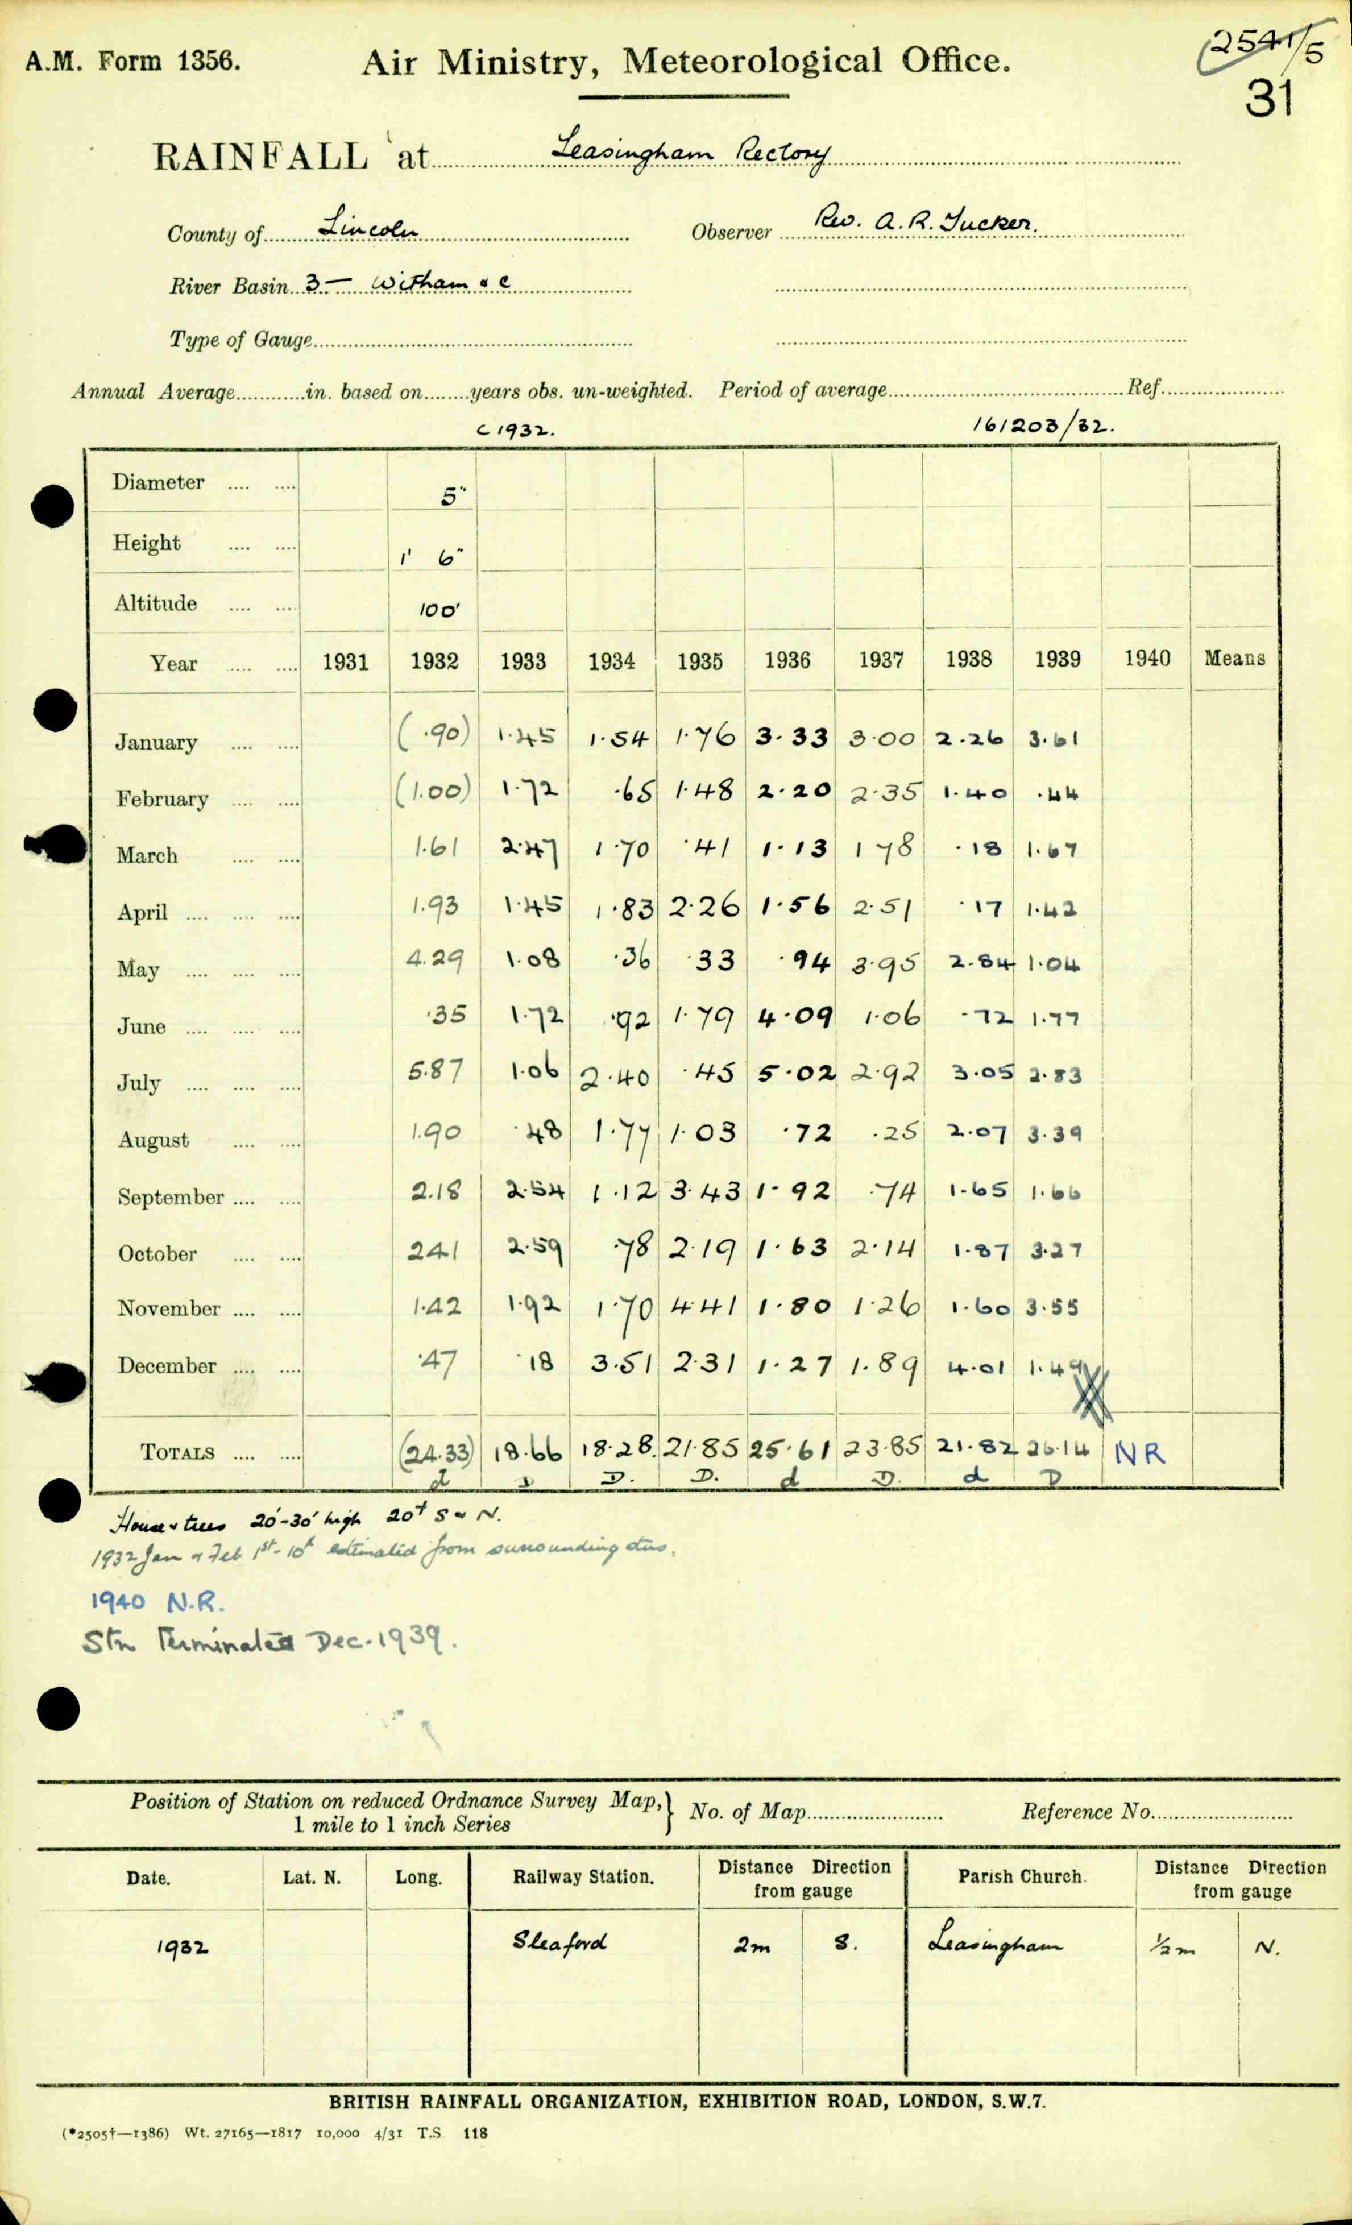 A.M. Form 1356.
Air Ministry, Meteorological Office.
2541/5
31
RAINFALL at Leasingham Rectory
County of Lincoln Observer Rev. A. R. Tucker.
River Basin 3 — Witham & c
Type of Gauge
Annual Average in. based on years obs. un-weighted. Period of average Ref.
c 1932. 161203/32.
Diameter 5"
Height 1' 6"
Altitude 100'
Year 1931 1932 1933 1934 1935 1936 1937 1938 1939 1940 Means
January (.90) 1.45 1.54 1.76 3.33 3.00 2.26 3.61
February (1.00) 1.72 .65 1.48 2.20 2.35 1.40 .44
March 1.61 2.47 1.70 .41 1.13 1 78 .18 1.67
April 1.93 1.45 1.83 2.26 1.56 2.51 .17 1.42
May 4.29 1.08 .36 .33 .94 3.95 2.84 1.04
June .35 1.72 .92 1.79 4.09 1.06 .72 1.77
July 5.87 1.06 2.40 .45 5.02 2.92 3.05 2.83
August 1.90 .48 1.77 1.03 .72 .25 2.07 3.39
September 2.18 2.54 1.12 3.43 1.92 .74 1.65 1.66
October 2.41 2.59 .78 2.19 1.63 2.14 1.87 3.27
November 1.42 1.92 1.70 4.41 1.80 1.26 1.60 3.55
December .47 .18 3.51 2.31 1.27 1.89 4.01 1.49
TOTALS (24.33) 18.66 18.28 21.85 25.61 23.85 21.82 26.14 NR
d D D. D. d D. d D
House & trees 20'-30' high 20+ S & N.
1932 Jan & Feb 1st - 10th estimated from surrounding stns.
1940 N.R.
Stn Terminated Dec. 1939.
Position of Station on reduced Ordnance Survey Map, } No. of Map Reference No.
1 mile to 1 inch Series
Date. Lat. N. Long. Railway Station. Distance Direction from gauge Parish Church. Distance Direction from gauge
1932 Sleaford 2m S. Leasingham ½m N.
BRITISH RAINFALL ORGANIZATION, EXHIBITION ROAD, LONDON, S.W.7.
(*2505†—1386) Wt. 27165—1817 10,000 4/31 T.S. 118